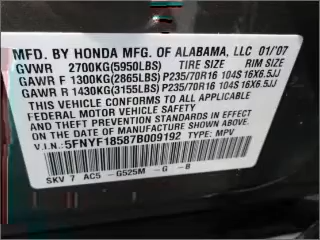 MFD. BY HONDA MFG. OF ALABAMA, LLC 01/'07
GVWR 2700KG(5950LBS) TIRE SIZE RIM SIZE
GAWR F 1300KG(2865LBS) P235/70R16 104S 16X6.5JJ
GAWR R 1430KG(3155LBS) P235/70R16 104S 16X6.5JJ
THIS VEHICLE CONFORMS TO ALL APPLICABLE
FEDERAL MOTOR VEHICLE SAFETY AND
THEFT PREVENTION STANDARDS IN EFFECT ON
THE DATE OF MANUFACTURE SHOWN ABOVE.
V.I.N.: 5FNYF18587B009192 TYPE: MPV
SKV 7 AC5 -G525M -G -B